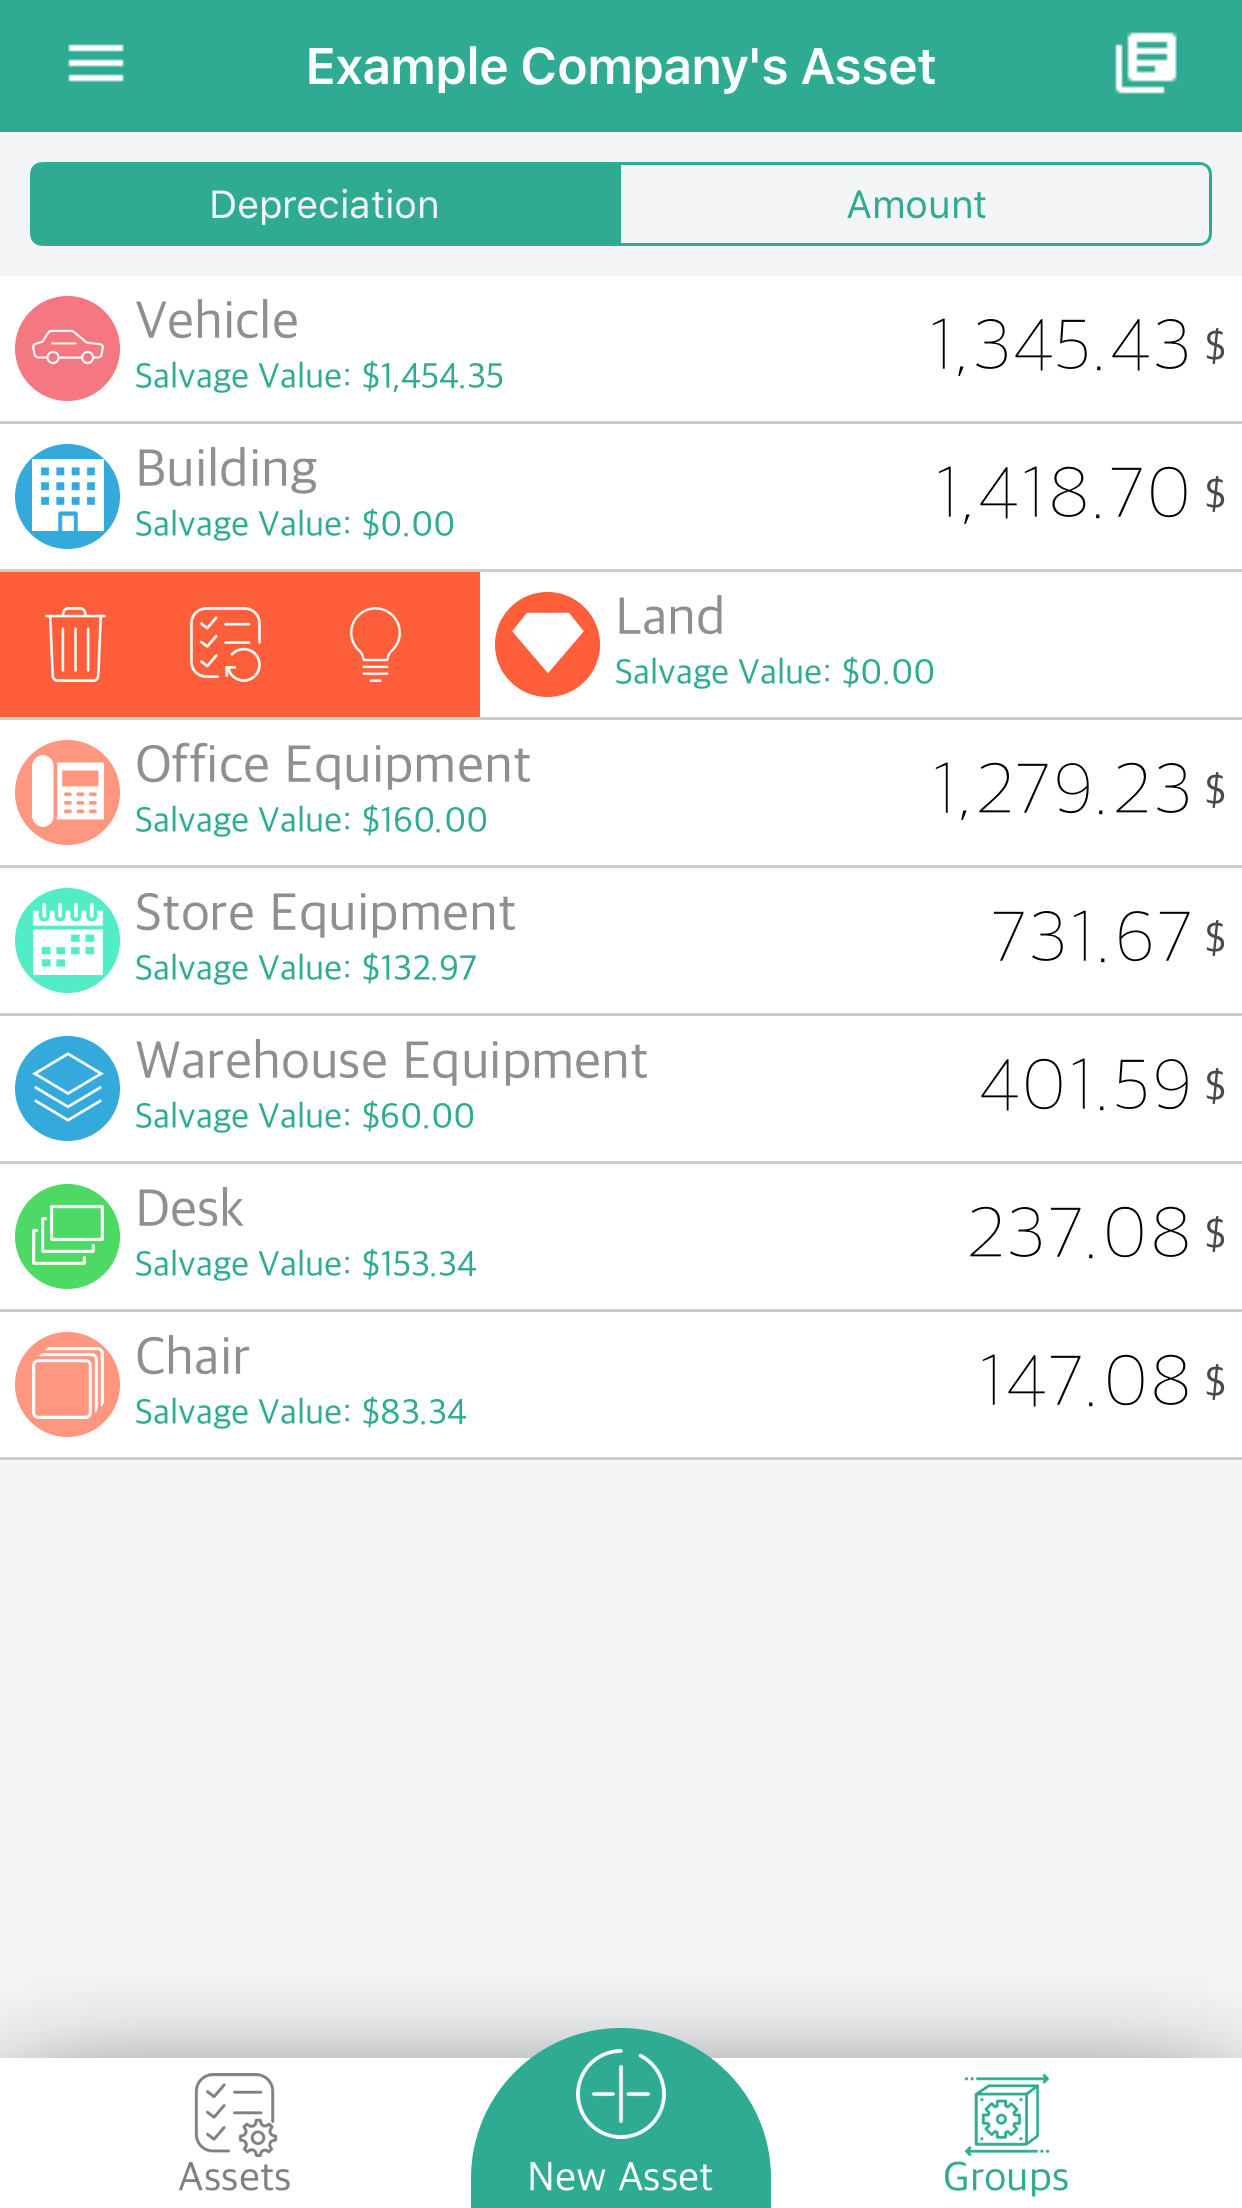 Example Company's Asset
Depreciation
Amount
Vehicle
Salvage Value: $1,454.35
1,345.43 $
Building
Salvage Value: $0.00
1,418.70 $
Land
Salvage Value: $0.00
Office Equipment
Salvage Value: $160.00
1,279.23 $
Store Equipment
Salvage Value: $132.97
731.67 $
Warehouse Equipment
Salvage Value: $60.00
401.59 $
Desk
Salvage Value: $153.34
237.08 $
Chair
Salvage Value: $83.34
147.08 $
Assets
New Asset
Groups